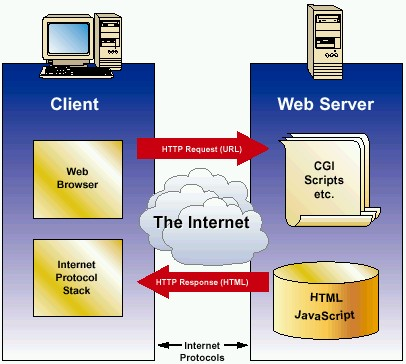 Client
Web Server
HTTP Request (URL)
Web
Browser
CGI
Scripts
etc.
The Internet
Internet
Protocol
Stack
HTTP Response (HTML)
HTML
JavaScript
Internet
Protocols